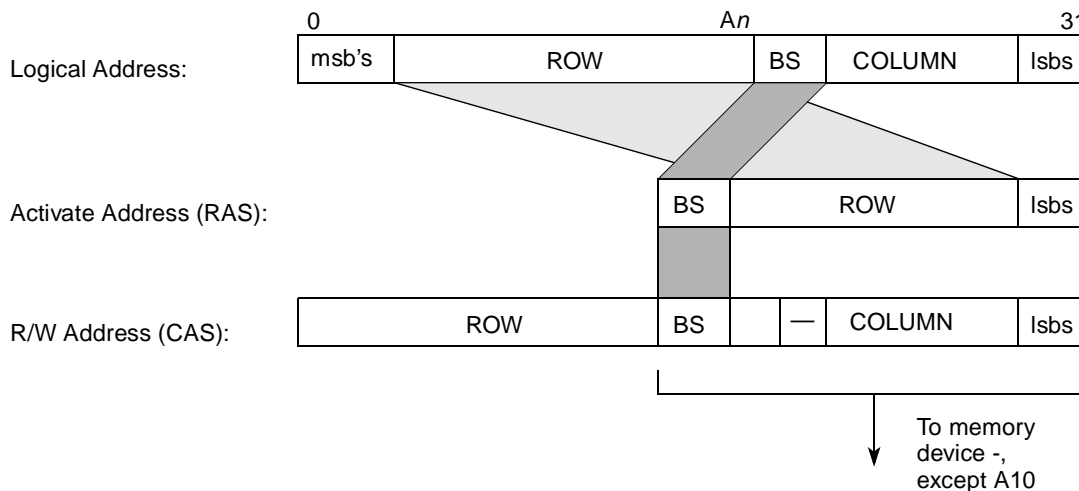 0 An 31
Logical Address: msb's ROW BS COLUMN lsbs
Activate Address (RAS): BS ROW lsbs
R/W Address (CAS): ROW BS — COLUMN lsbs
To memory
device -,
except A10